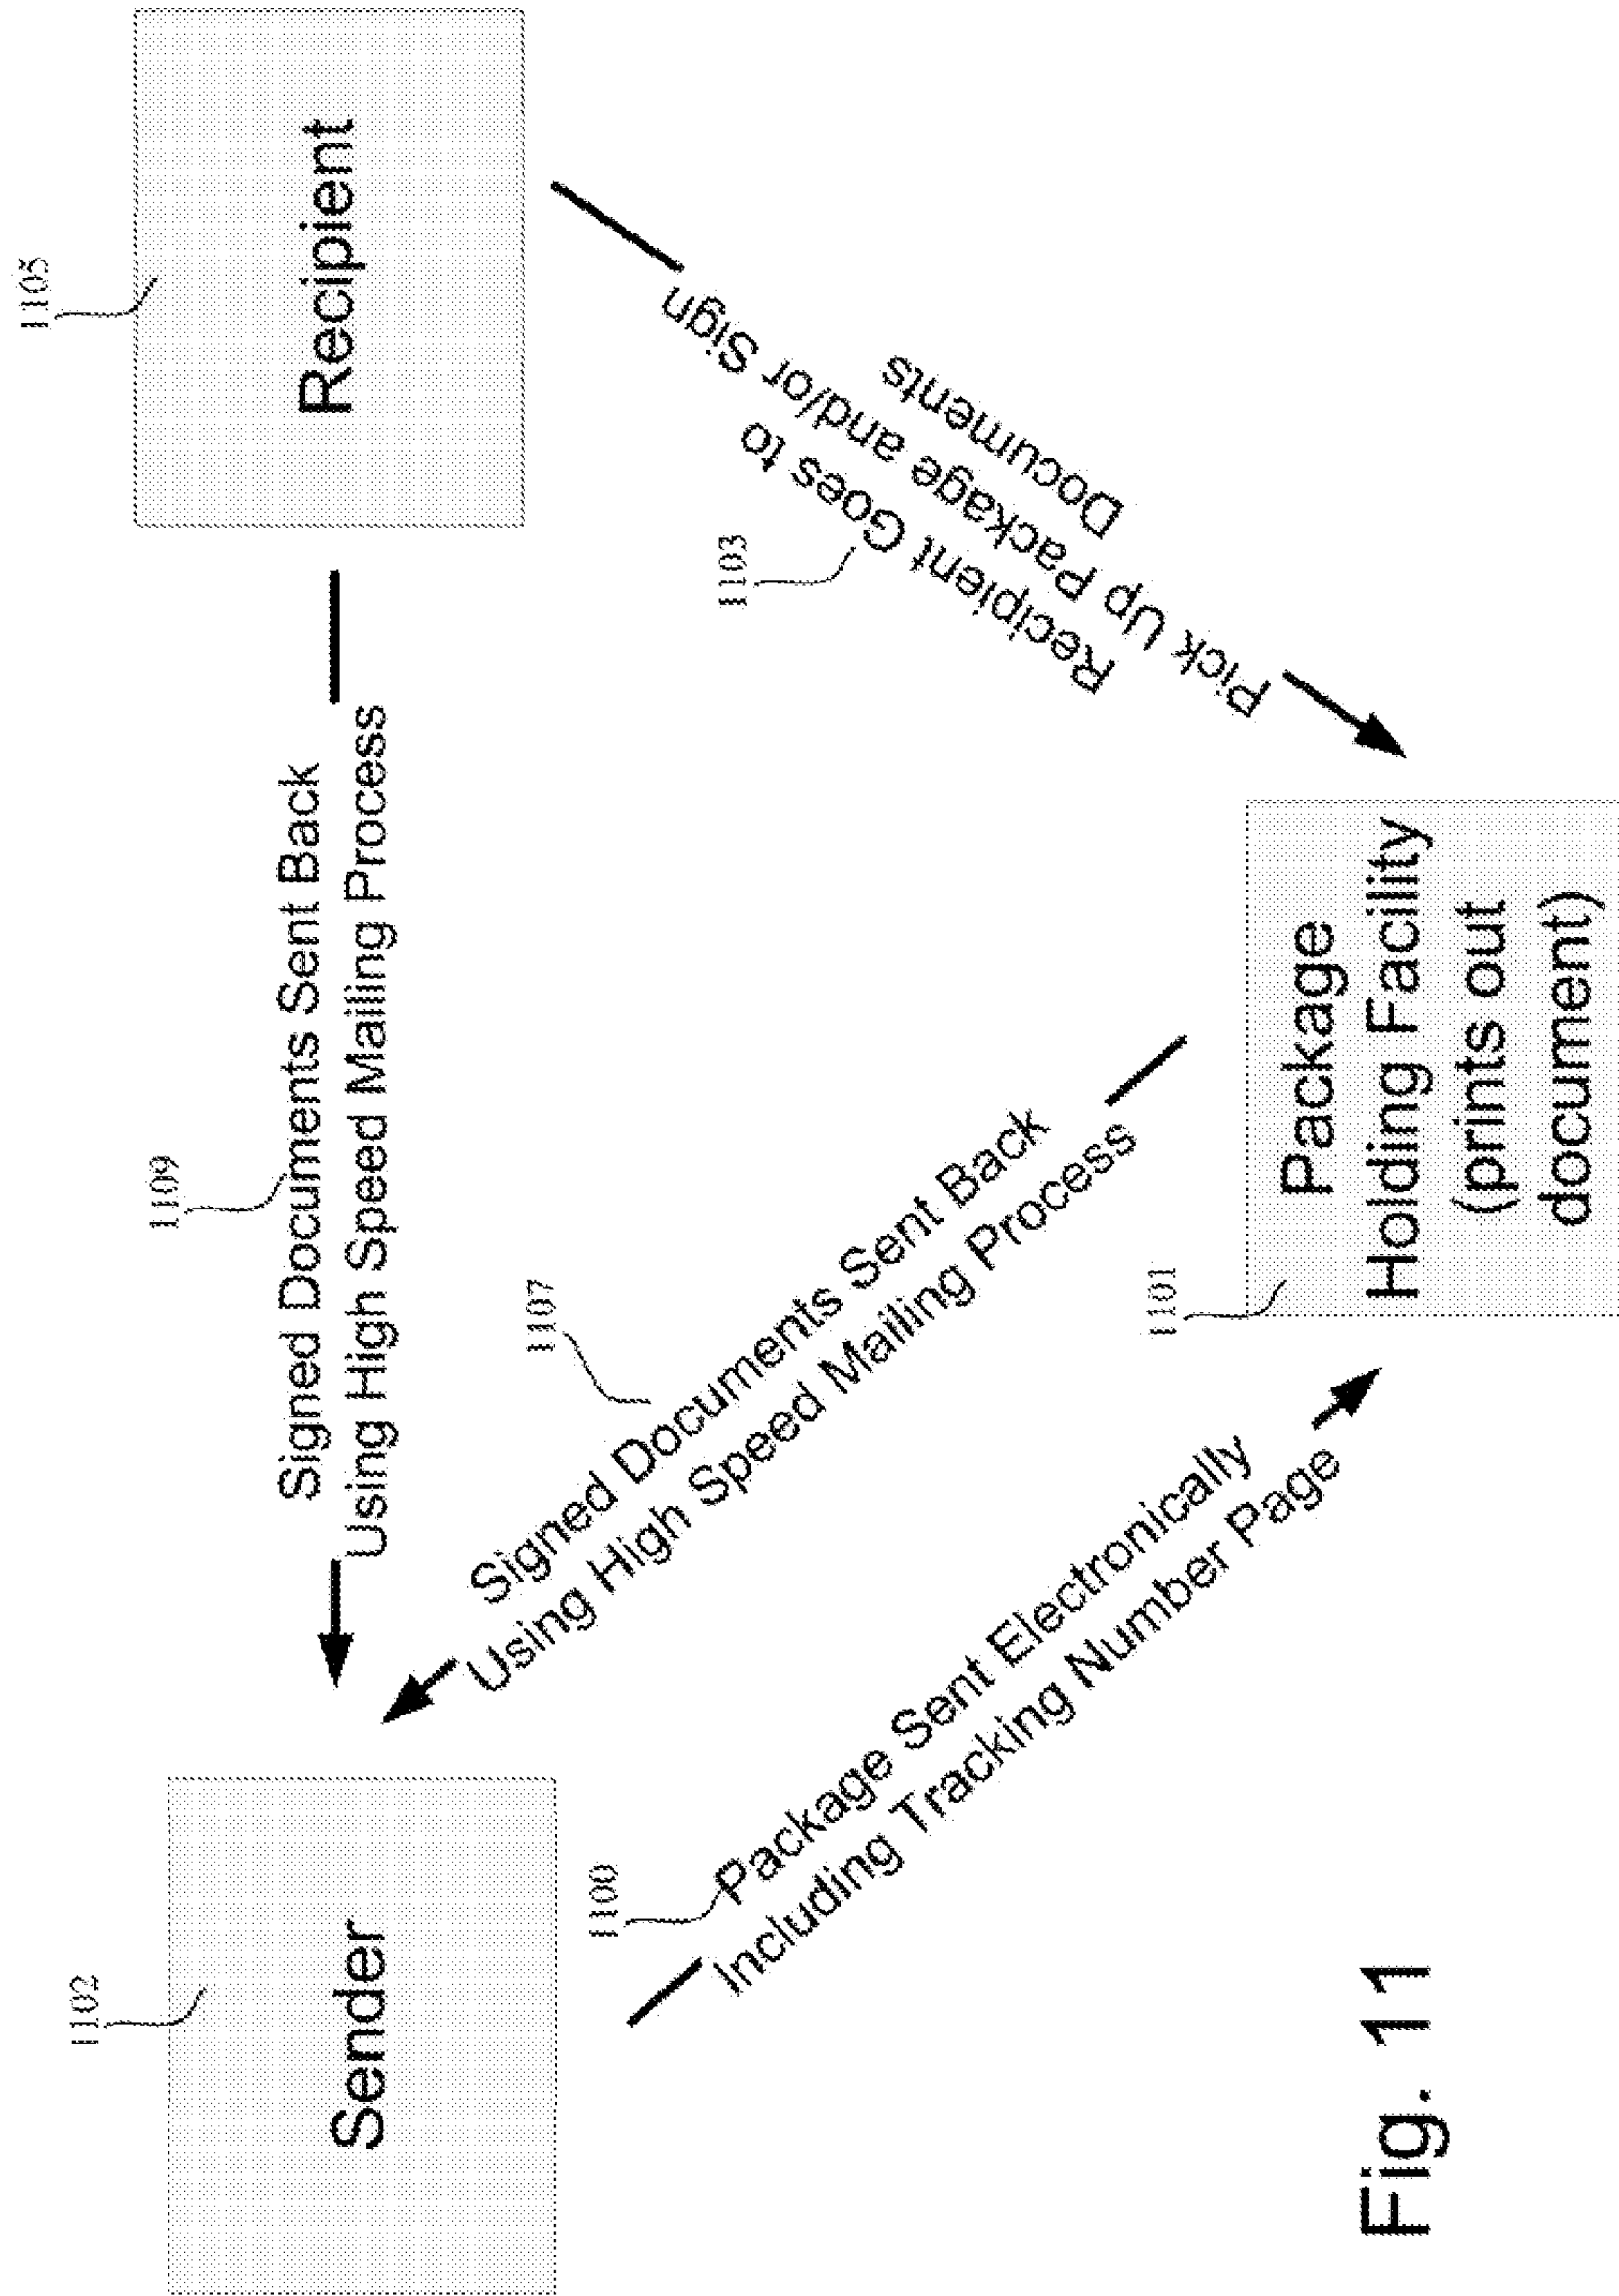 1102
Sender
1109
Signed Documents Sent Back
Using High Speed Mailing Process
1105
Recipient
1107
Signed Documents Sent Back
Using High Speed Mailing Process
1103
Recipient Goes to
Pick Up Package and/or Sign
Documents
1100
Package Sent Electronically
Including Tracking Number Page
1101
Package
Holding Facility
(prints out
document)
Fig. 11